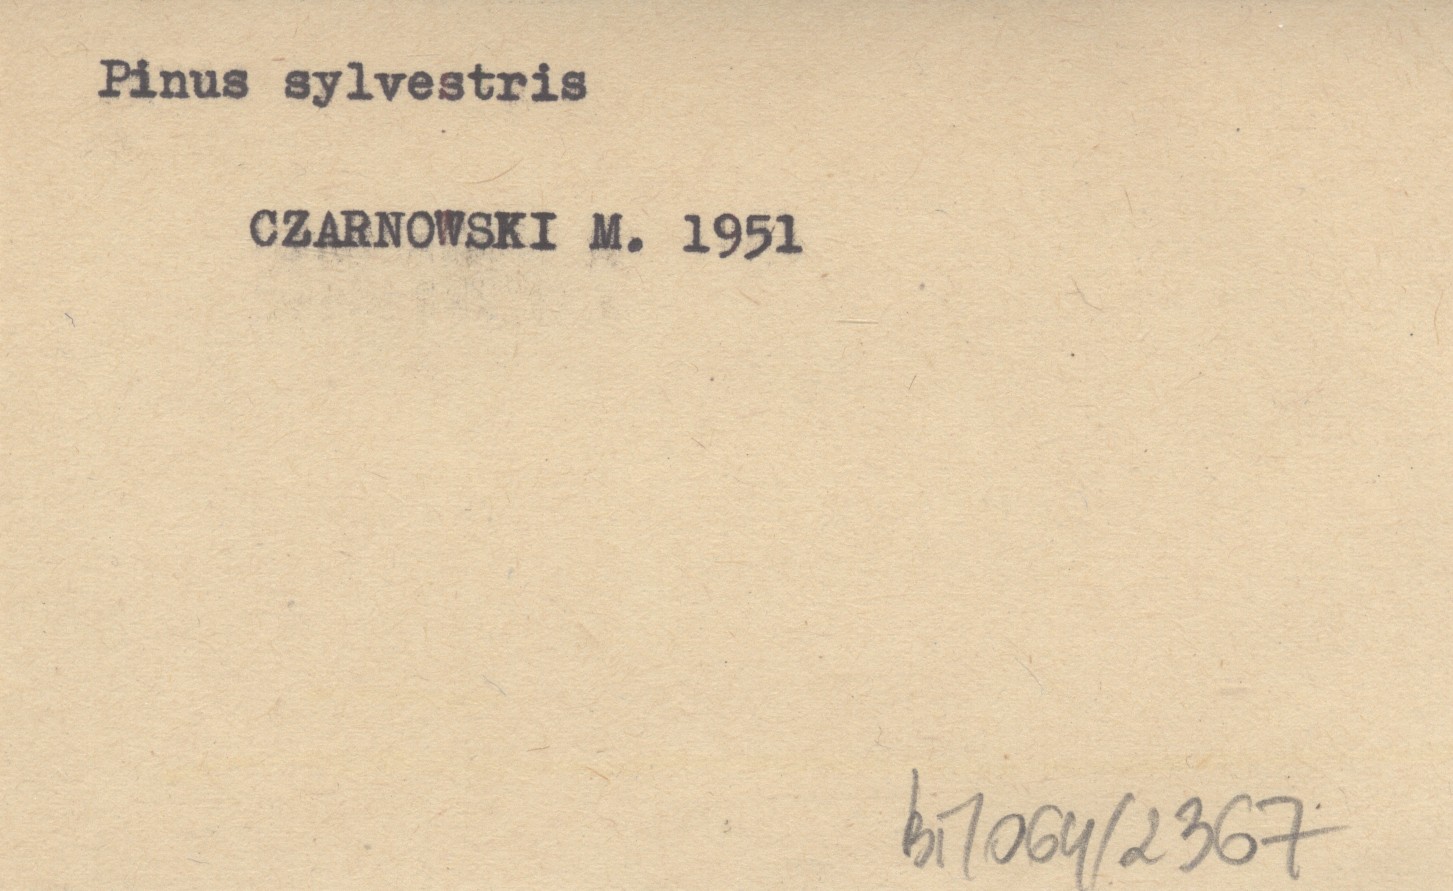 Pinus sylvestris
CZARNOWSKI M. 1951
bi/064/2367